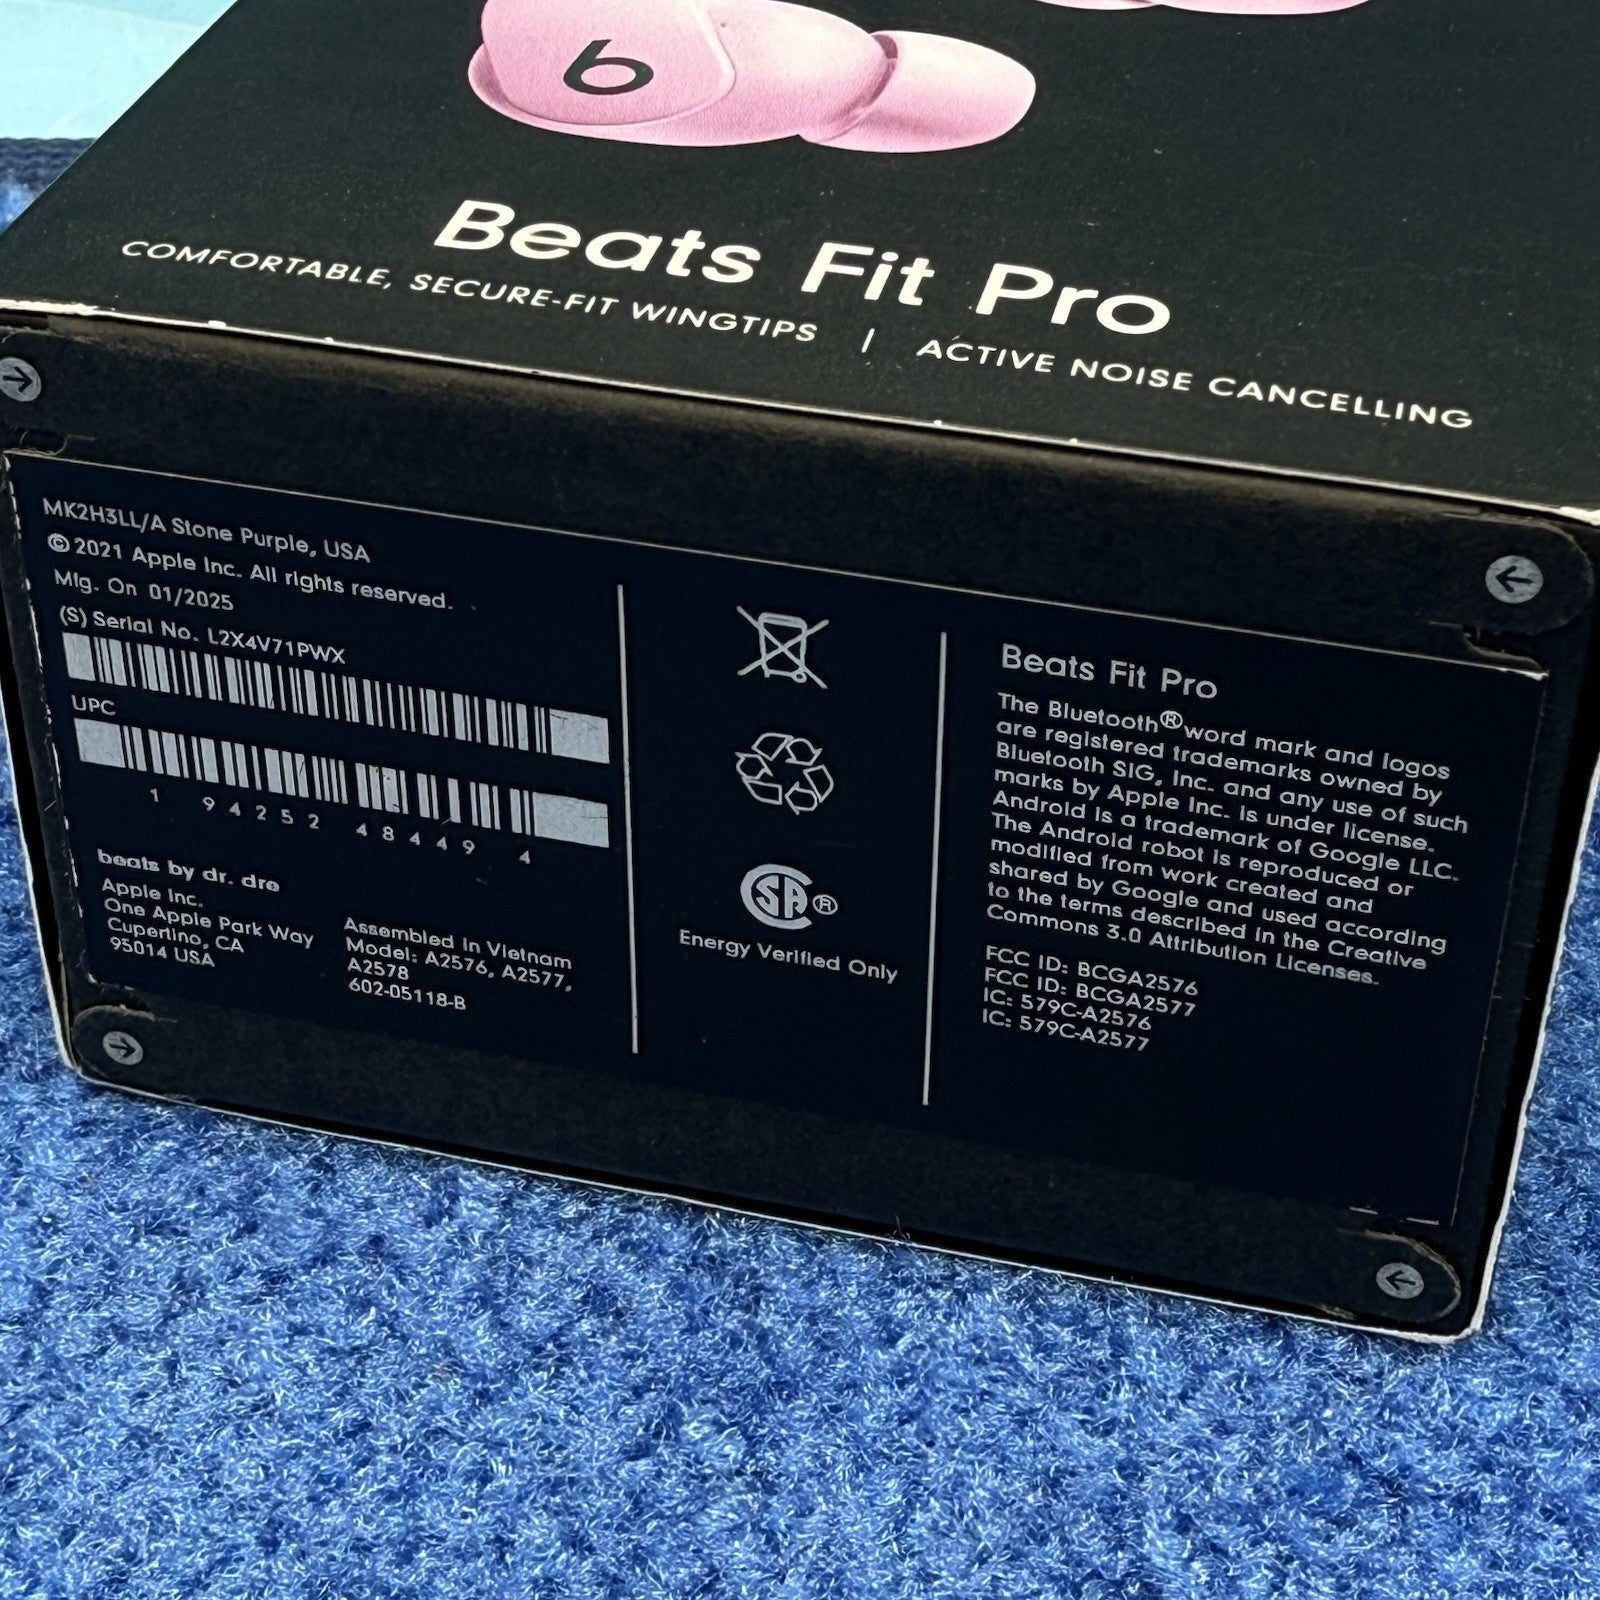 b
Beats Fit Pro
COMFORTABLE, SECURE-FIT WINGTIPS | ACTIVE NOISE CANCELLING
MK2H3LL/A Stone Purple, USA
© 2021 Apple Inc. All rights reserved.
Mfg. On 01/2025
(S) Serial No. L2X4V71PWX
UPC
1 94252 48449 4
beats by dr. dre
Apple Inc.
One Apple Park Way
Cupertino, CA
95014 USA
Assembled in Vietnam
Model: A2576, A2577,
A2578
602-05118-B
SA®
Energy Verified Only
Beats Fit Pro
The Bluetooth® word mark and logos
are registered trademarks owned by
Bluetooth SIG, Inc. and any use of such
marks by Apple Inc. is under license.
Android is a trademark of Google LLC.
The Android robot is reproduced or
modified from work created and
shared by Google and used according
to the terms described in the Creative
Commons 3.0 Attribution Licenses.
FCC ID: BCGA2576
FCC ID: BCGA2577
IC: 579C-A2576
IC: 579C-A2577